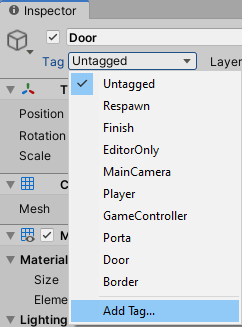 Inspector
Door
Tag Untagged Layer
Untagged
Respawn
Finish
EditorOnly
MainCamera
Player
GameController
Porta
Door
Border
Add Tag...
T
Position
Rotation
Scale
C
Mesh
M
Material
Size
Eleme
Lighting